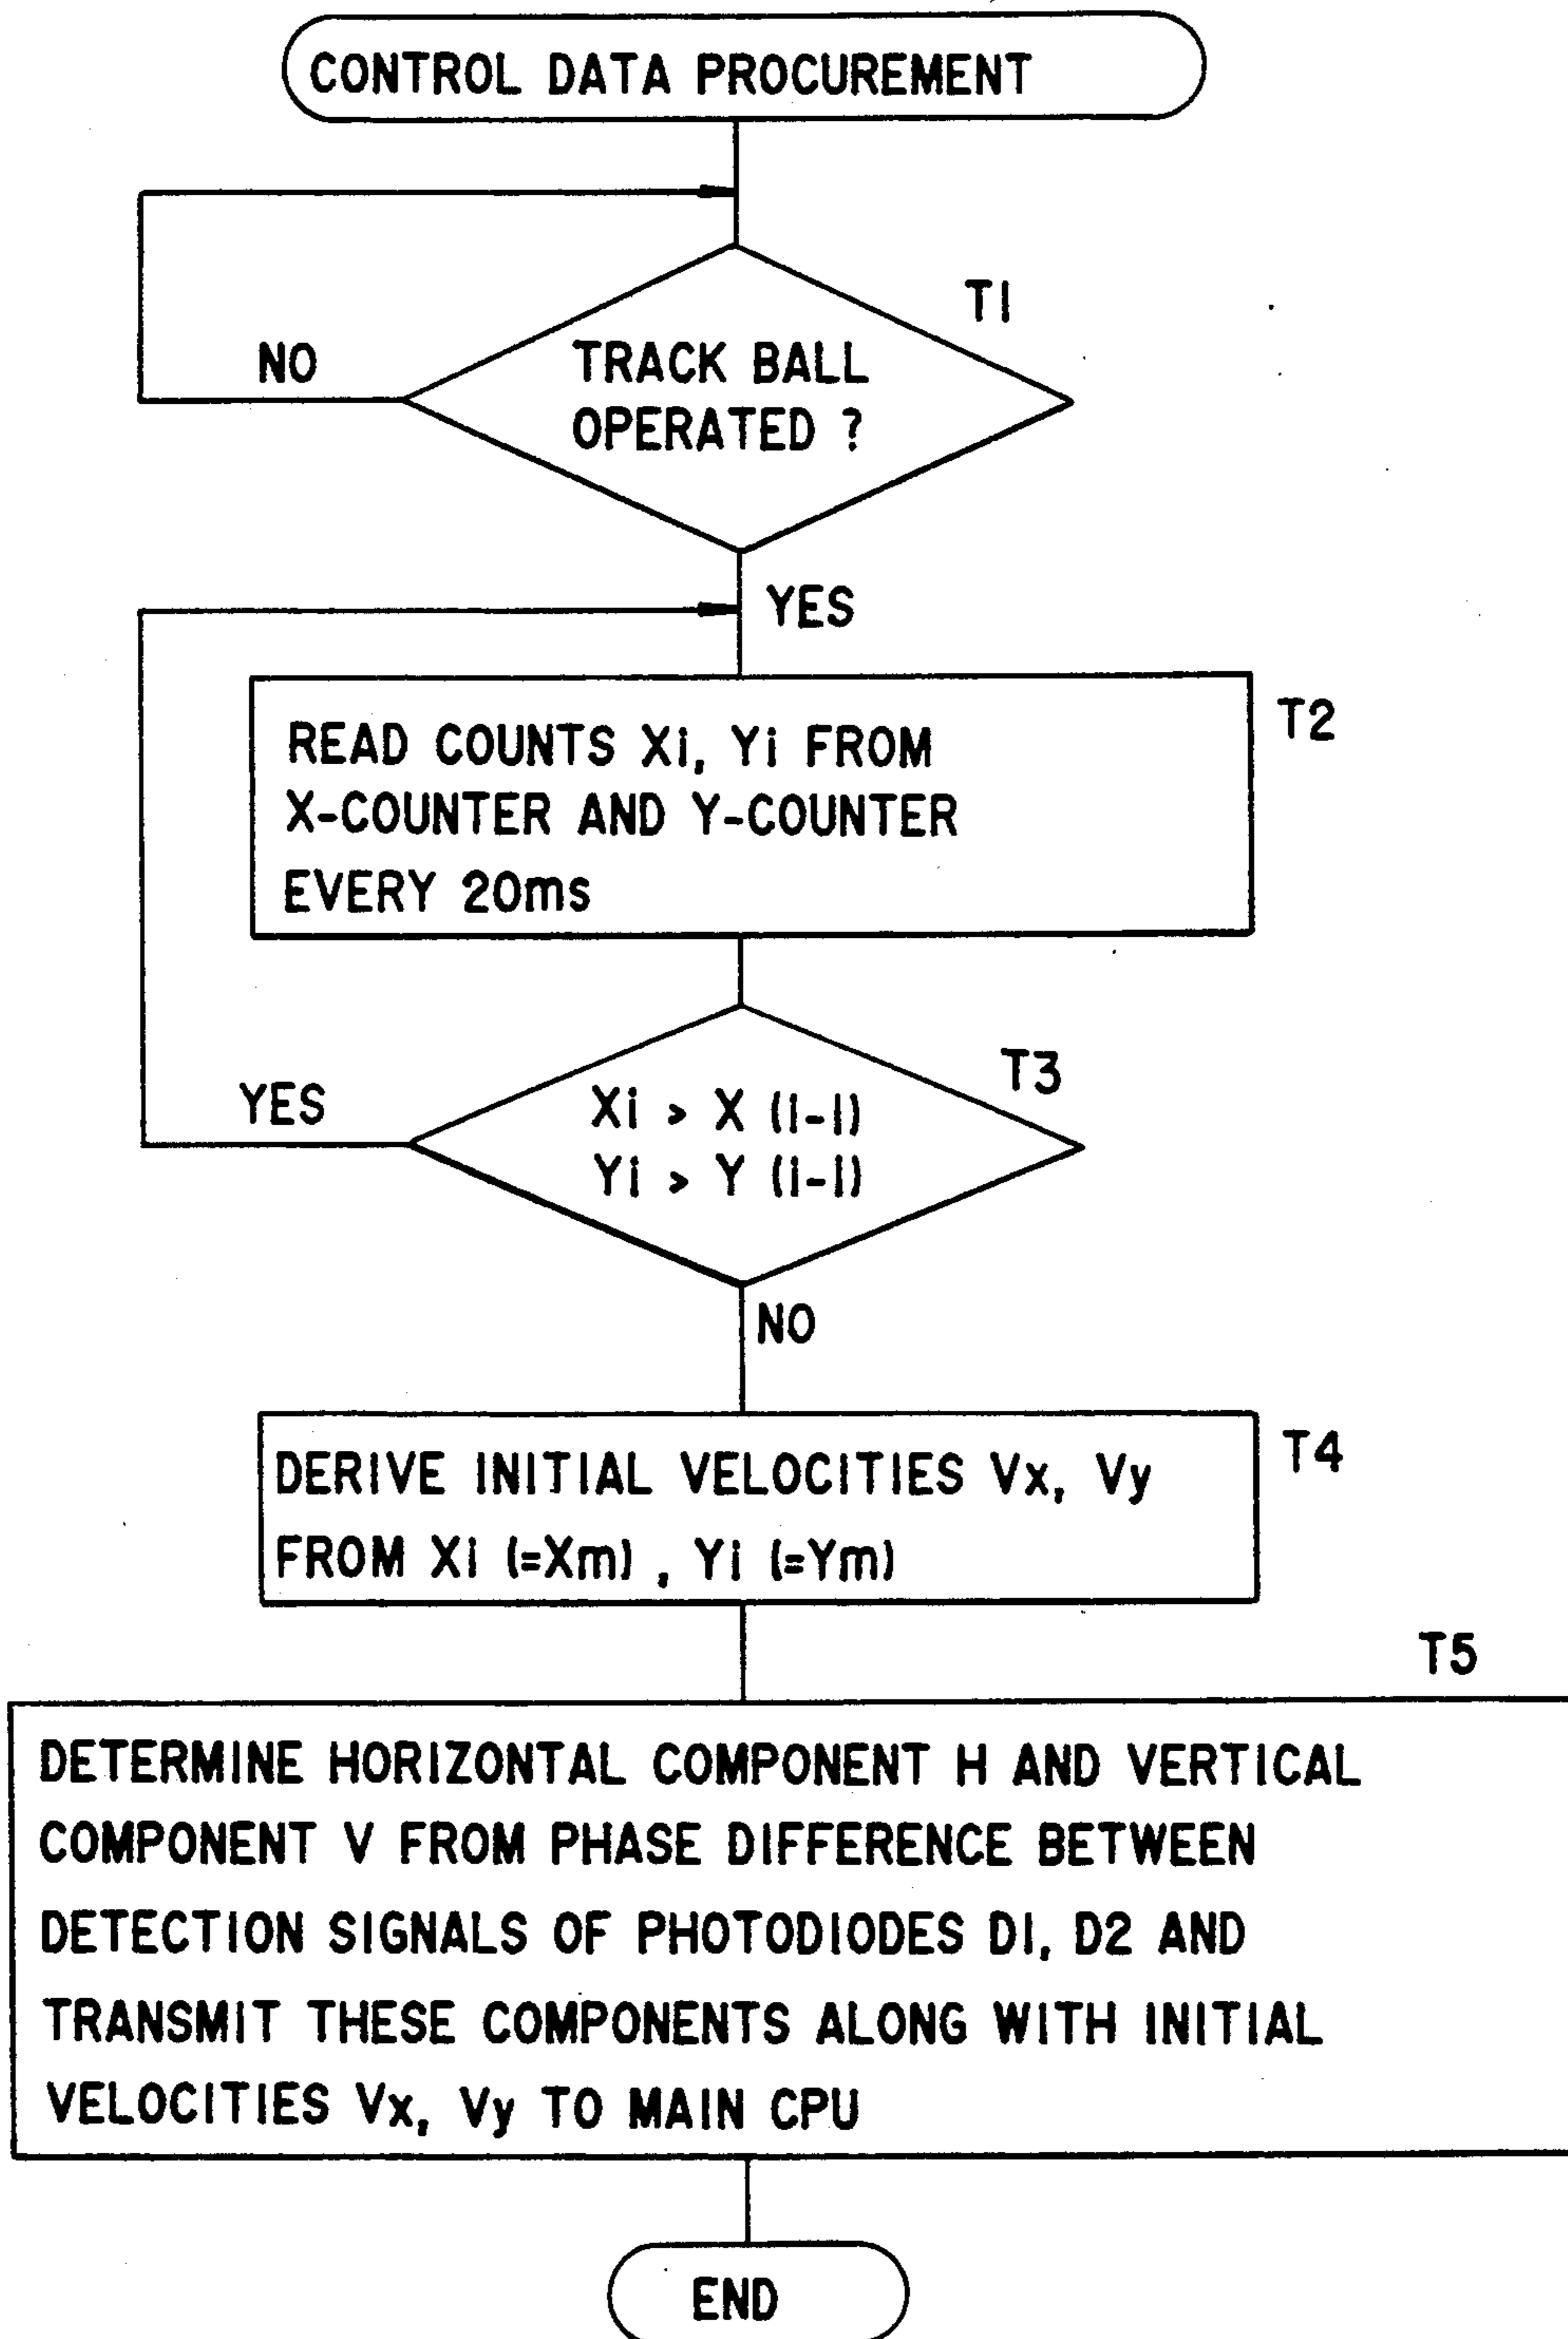 CONTROL DATA PROCUREMENT
T1
NO
TRACK BALL
OPERATED ?
YES
T2
READ COUNTS Xi, Yi FROM
X-COUNTER AND Y-COUNTER
EVERY 20ms
T3
YES
Xi > X (i-1)
Yi > Y (i-1)
NO
T4
DERIVE INITIAL VELOCITIES Vx, Vy
FROM Xi (=Xm) , Yi (=Ym)
T5
DETERMINE HORIZONTAL COMPONENT H AND VERTICAL
COMPONENT V FROM PHASE DIFFERENCE BETWEEN
DETECTION SIGNALS OF PHOTODIODES D1, D2 AND
TRANSMIT THESE COMPONENTS ALONG WITH INITIAL
VELOCITIES Vx, Vy TO MAIN CPU
END